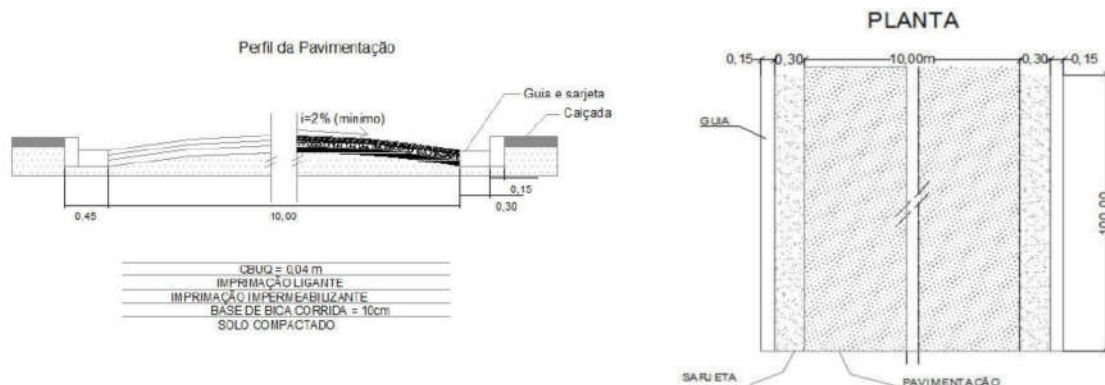 Perfil da Pavimentação
i=2% (minimo)
Guia e sarjeta
Calçada
0,15
0,30
0,45
10,00
CBUQ = 0,04 m
IMPRIMAÇÃO LIGANTE
IMPRIMAÇÃO IMPERMEABILIZANTE
BASE DE BICA CORRIDA = 10cm
SOLO COMPACTADO
PLANTA
0,15 0,30 10,00m 0,30 0,15
GUIA
100,00
SARJETA
PAVIMENTAÇÃO